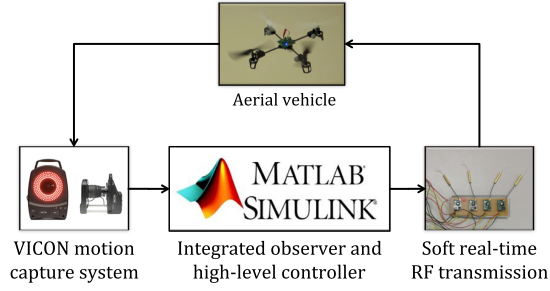 Aerial vehicle
MATLAB®
SIMULINK®
VICON motion
capture system
Integrated observer and
high-level controller
Soft real-time
RF transmission